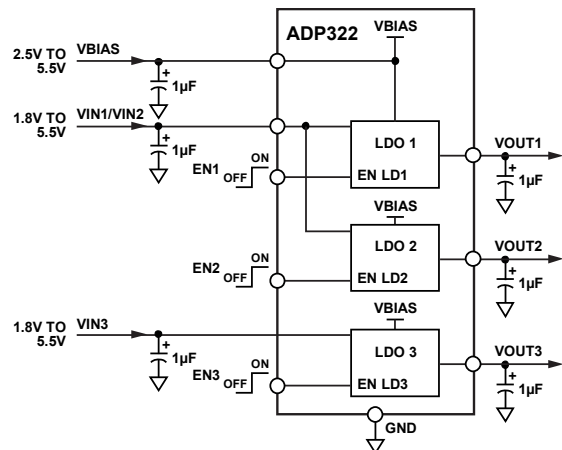 ADP322
VBIAS
2.5V TO
5.5V
VBIAS
+
1µF
1.8V TO
5.5V
VIN1/VIN2
+
1µF
LDO 1
EN LD1
VOUT1
+
1µF
EN1
OFF
ON
VBIAS
LDO 2
EN LD2
VOUT2
+
1µF
EN2
OFF
ON
VBIAS
1.8V TO
5.5V
VIN3
+
1µF
LDO 3
EN LD3
VOUT3
+
1µF
EN3
OFF
ON
GND